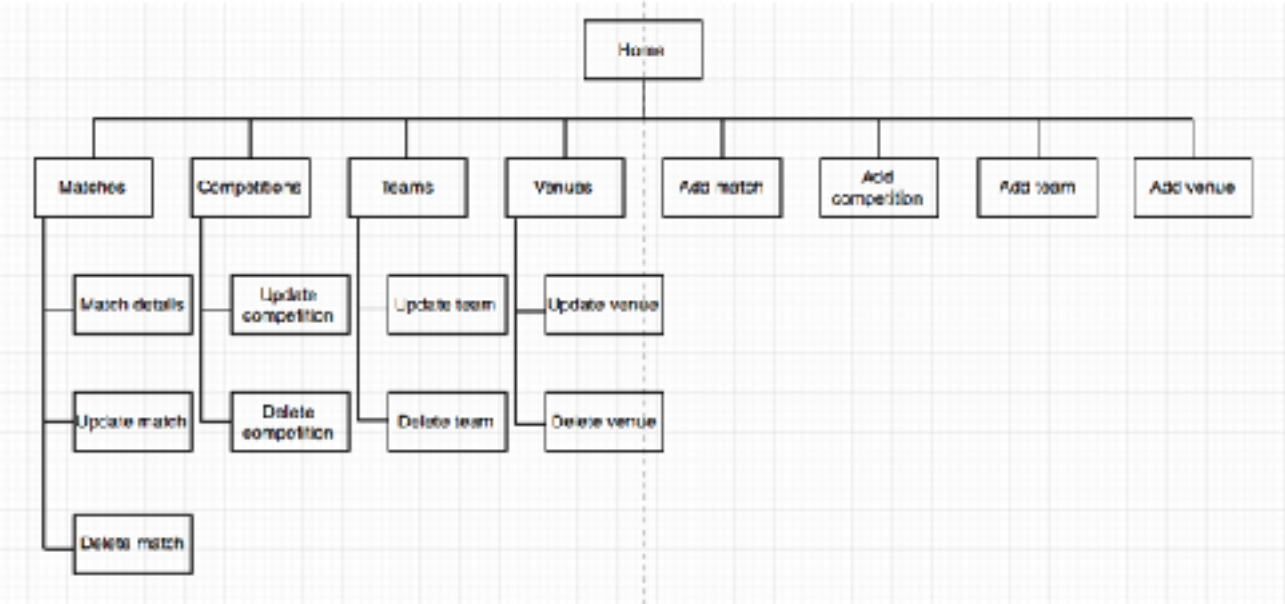 Home
Matches
Competitions
Teams
Venues
Add match
Add
competition
Add team
Add venue
Match details
Update
competition
Update team
Update venue
Update match
Delete
competition
Delete team
Delete venue
Delete match